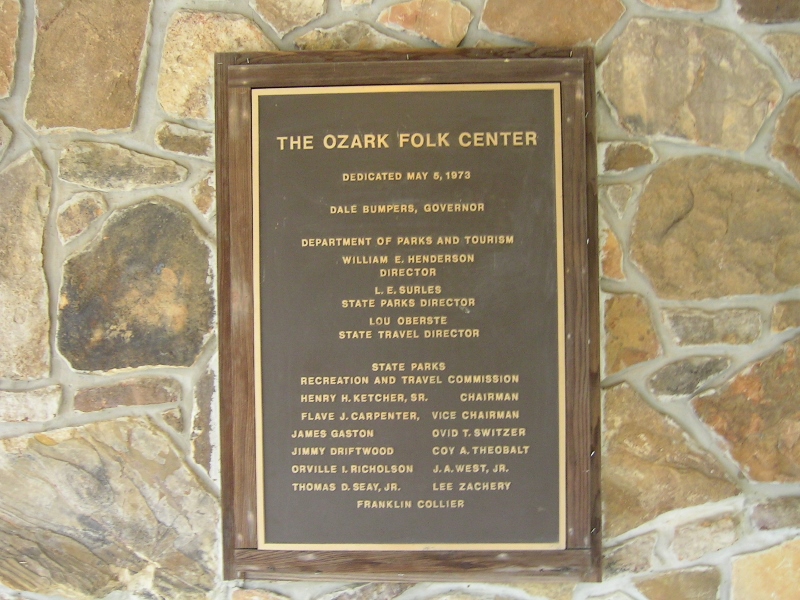 THE OZARK FOLK CENTER
DEDICATED MAY 5, 1973
DALE BUMPERS, GOVERNOR
DEPARTMENT OF PARKS AND TOURISM
WILLIAM E. HENDERSON
DIRECTOR
L. E. SURLES
STATE PARKS DIRECTOR
LOU OBERSTE
STATE TRAVEL DIRECTOR
STATE PARKS
RECREATION AND TRAVEL COMMISSION
HENRY H. KETCHER, SR. CHAIRMAN
FLAVE J. CARPENTER, VICE CHAIRMAN
JAMES GASTON OVID T. SWITZER
JIMMY DRIFTWOOD COY A. THEOBALT
ORVILLE I. RICHOLSON J. A. WEST, JR.
THOMAS D. SEAY, JR. LEE ZACHERY
FRANKLIN COLLIER